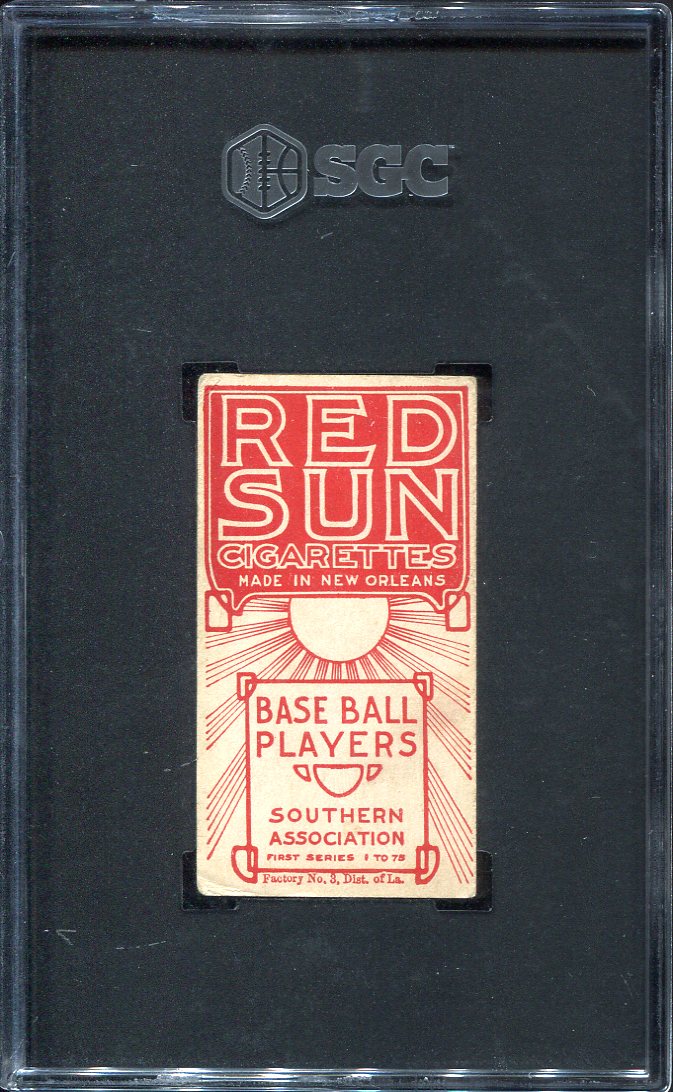 SGC
RED
SUN
CIGARETTES
MADE IN NEW ORLEANS
BASE BALL
PLAYERS
SOUTHERN
ASSOCIATION
FIRST SERIES 1 TO 75
Factory No. 3, Dist. of La.